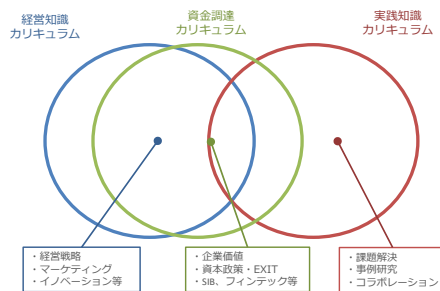 経営知識
カリキュラム
資金調達
カリキュラム
実践知識
カリキュラム
・経営戦略
・マーケティング
・イノベーション等
・企業価値
・資本政策・EXIT
・SIB、フィンテック等
・課題解決
・事例研究
・コラボレーション